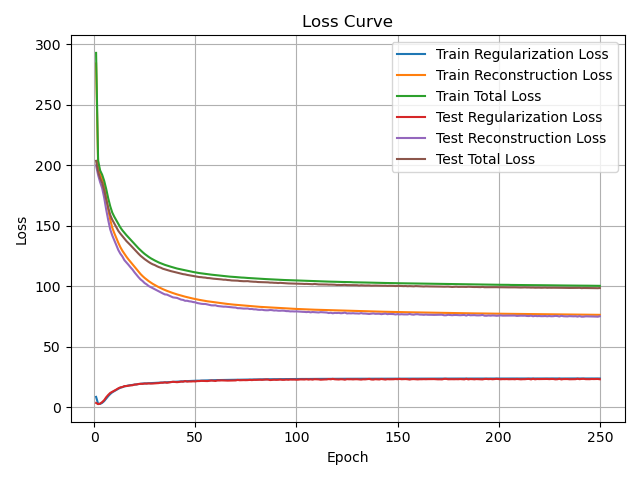 Loss Curve
Loss
300
250
200
150
100
50
0
Train Regularization Loss
Train Reconstruction Loss
Train Total Loss
Test Regularization Loss
Test Reconstruction Loss
Test Total Loss
0 50 100 150 200 250
Epoch